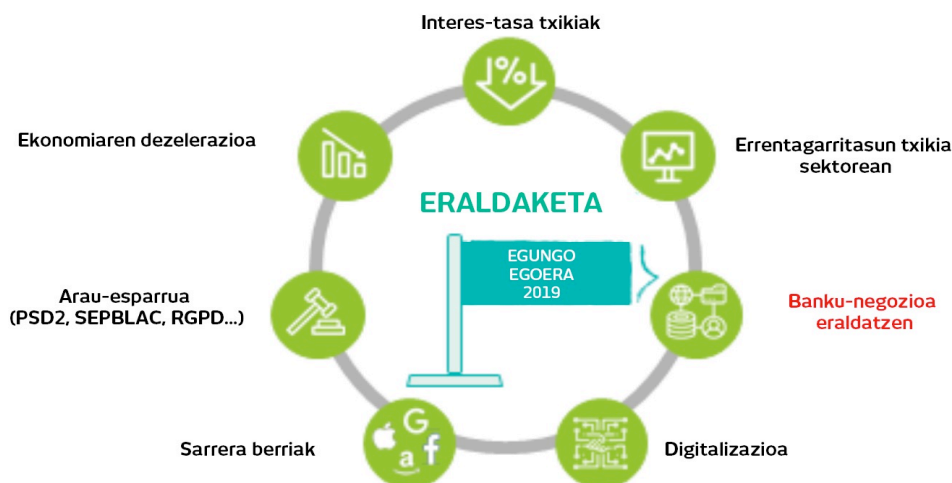 Interes-tasa txikiak
Ekonomiaren dezelerazioa
Errentagarritasun txikia
sektorean
ERALDAKETA
EGUNGO
EGOERA
2019
Arau-esparrua
(PSD2, SEPBLAC, RGPD...)
Banku-negozioa
eraldatzen
Sarrera berriak
Digitalizazioa